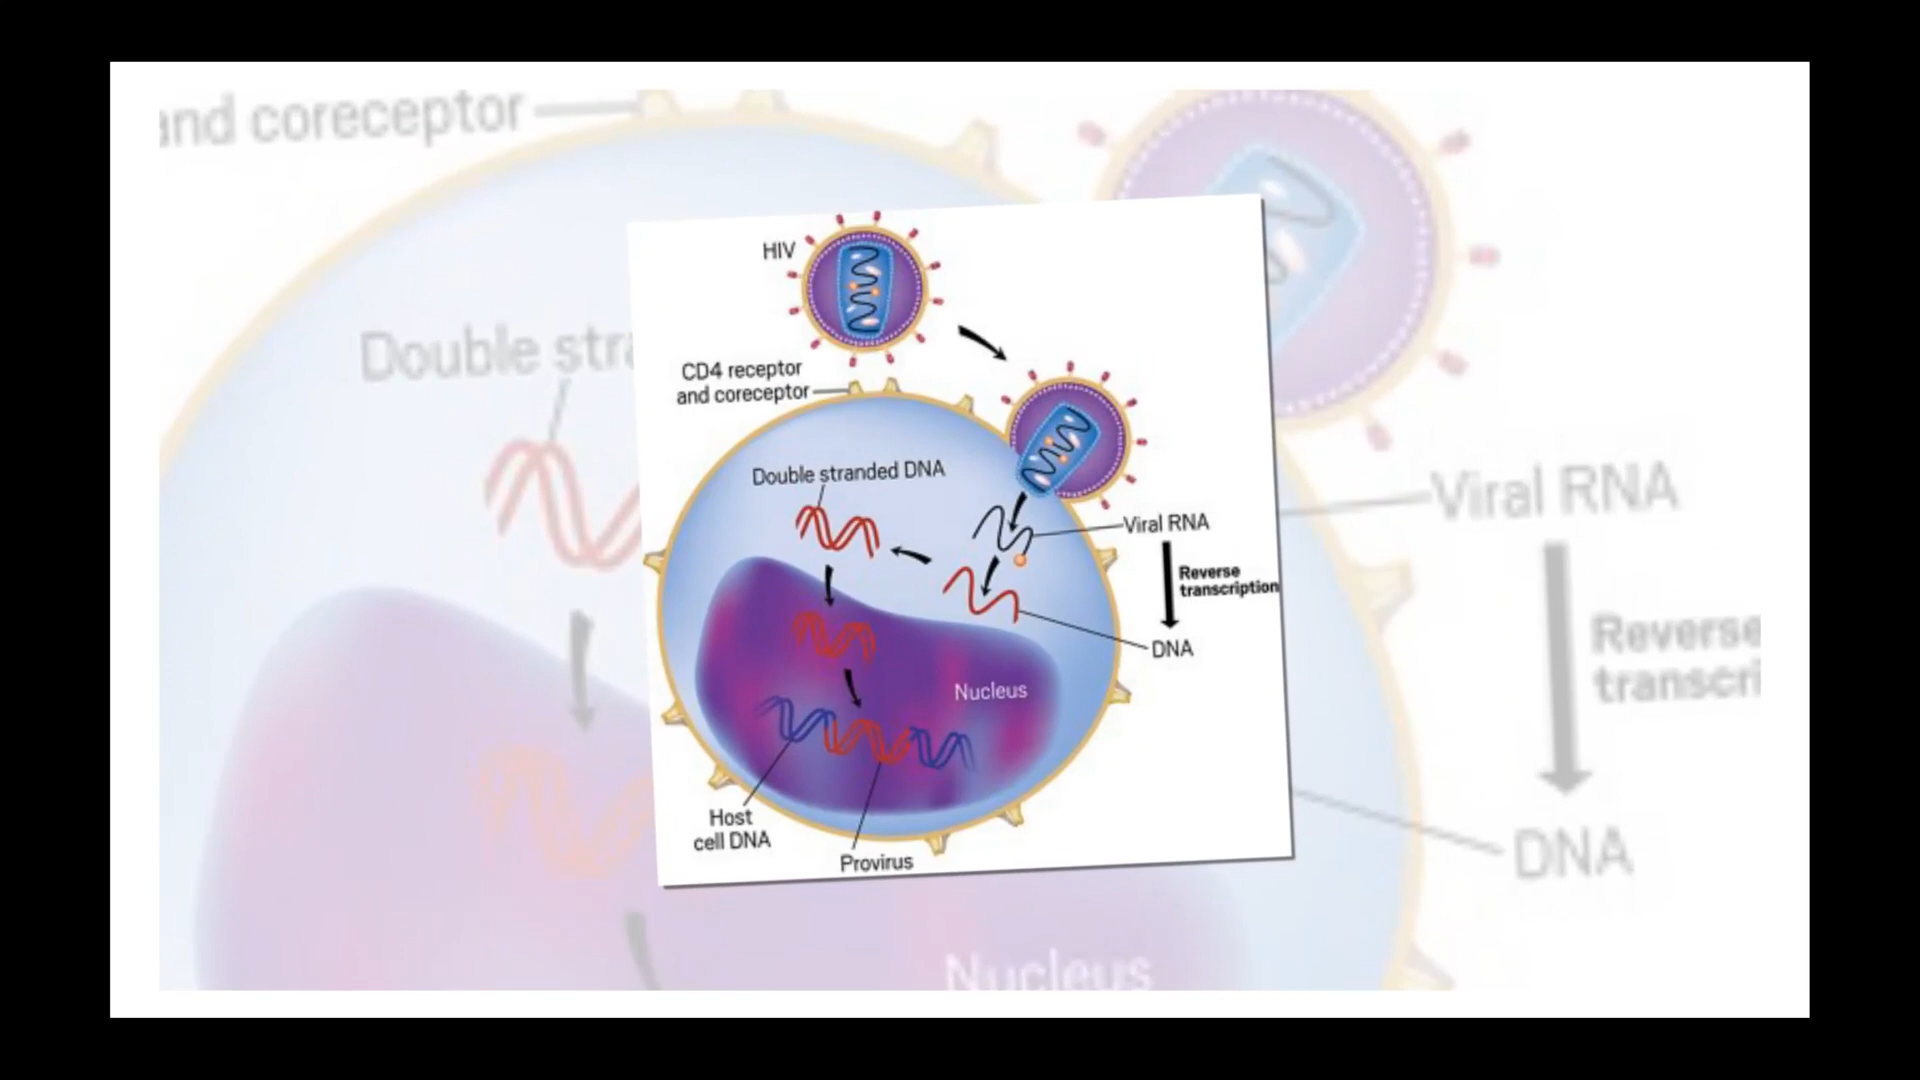 and coreceptor
Double stra
Viral RNA
Reverse
transcri
DNA
Nucleus
HIV
CD4 receptor
and coreceptor
Double stranded DNA
Viral RNA
Reverse
transcription
DNA
Nucleus
Host
cell DNA
Provirus